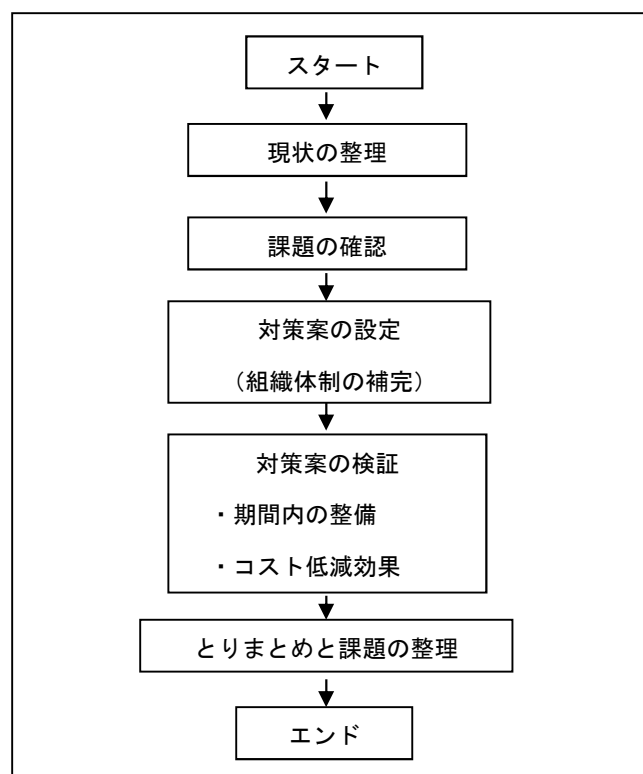 スタート
現状の整理
課題の確認
対策案の設定
（組織体制の補完）
対策案の検証
・期間内の整備
・コスト低減効果
とりまとめと課題の整理
エンド